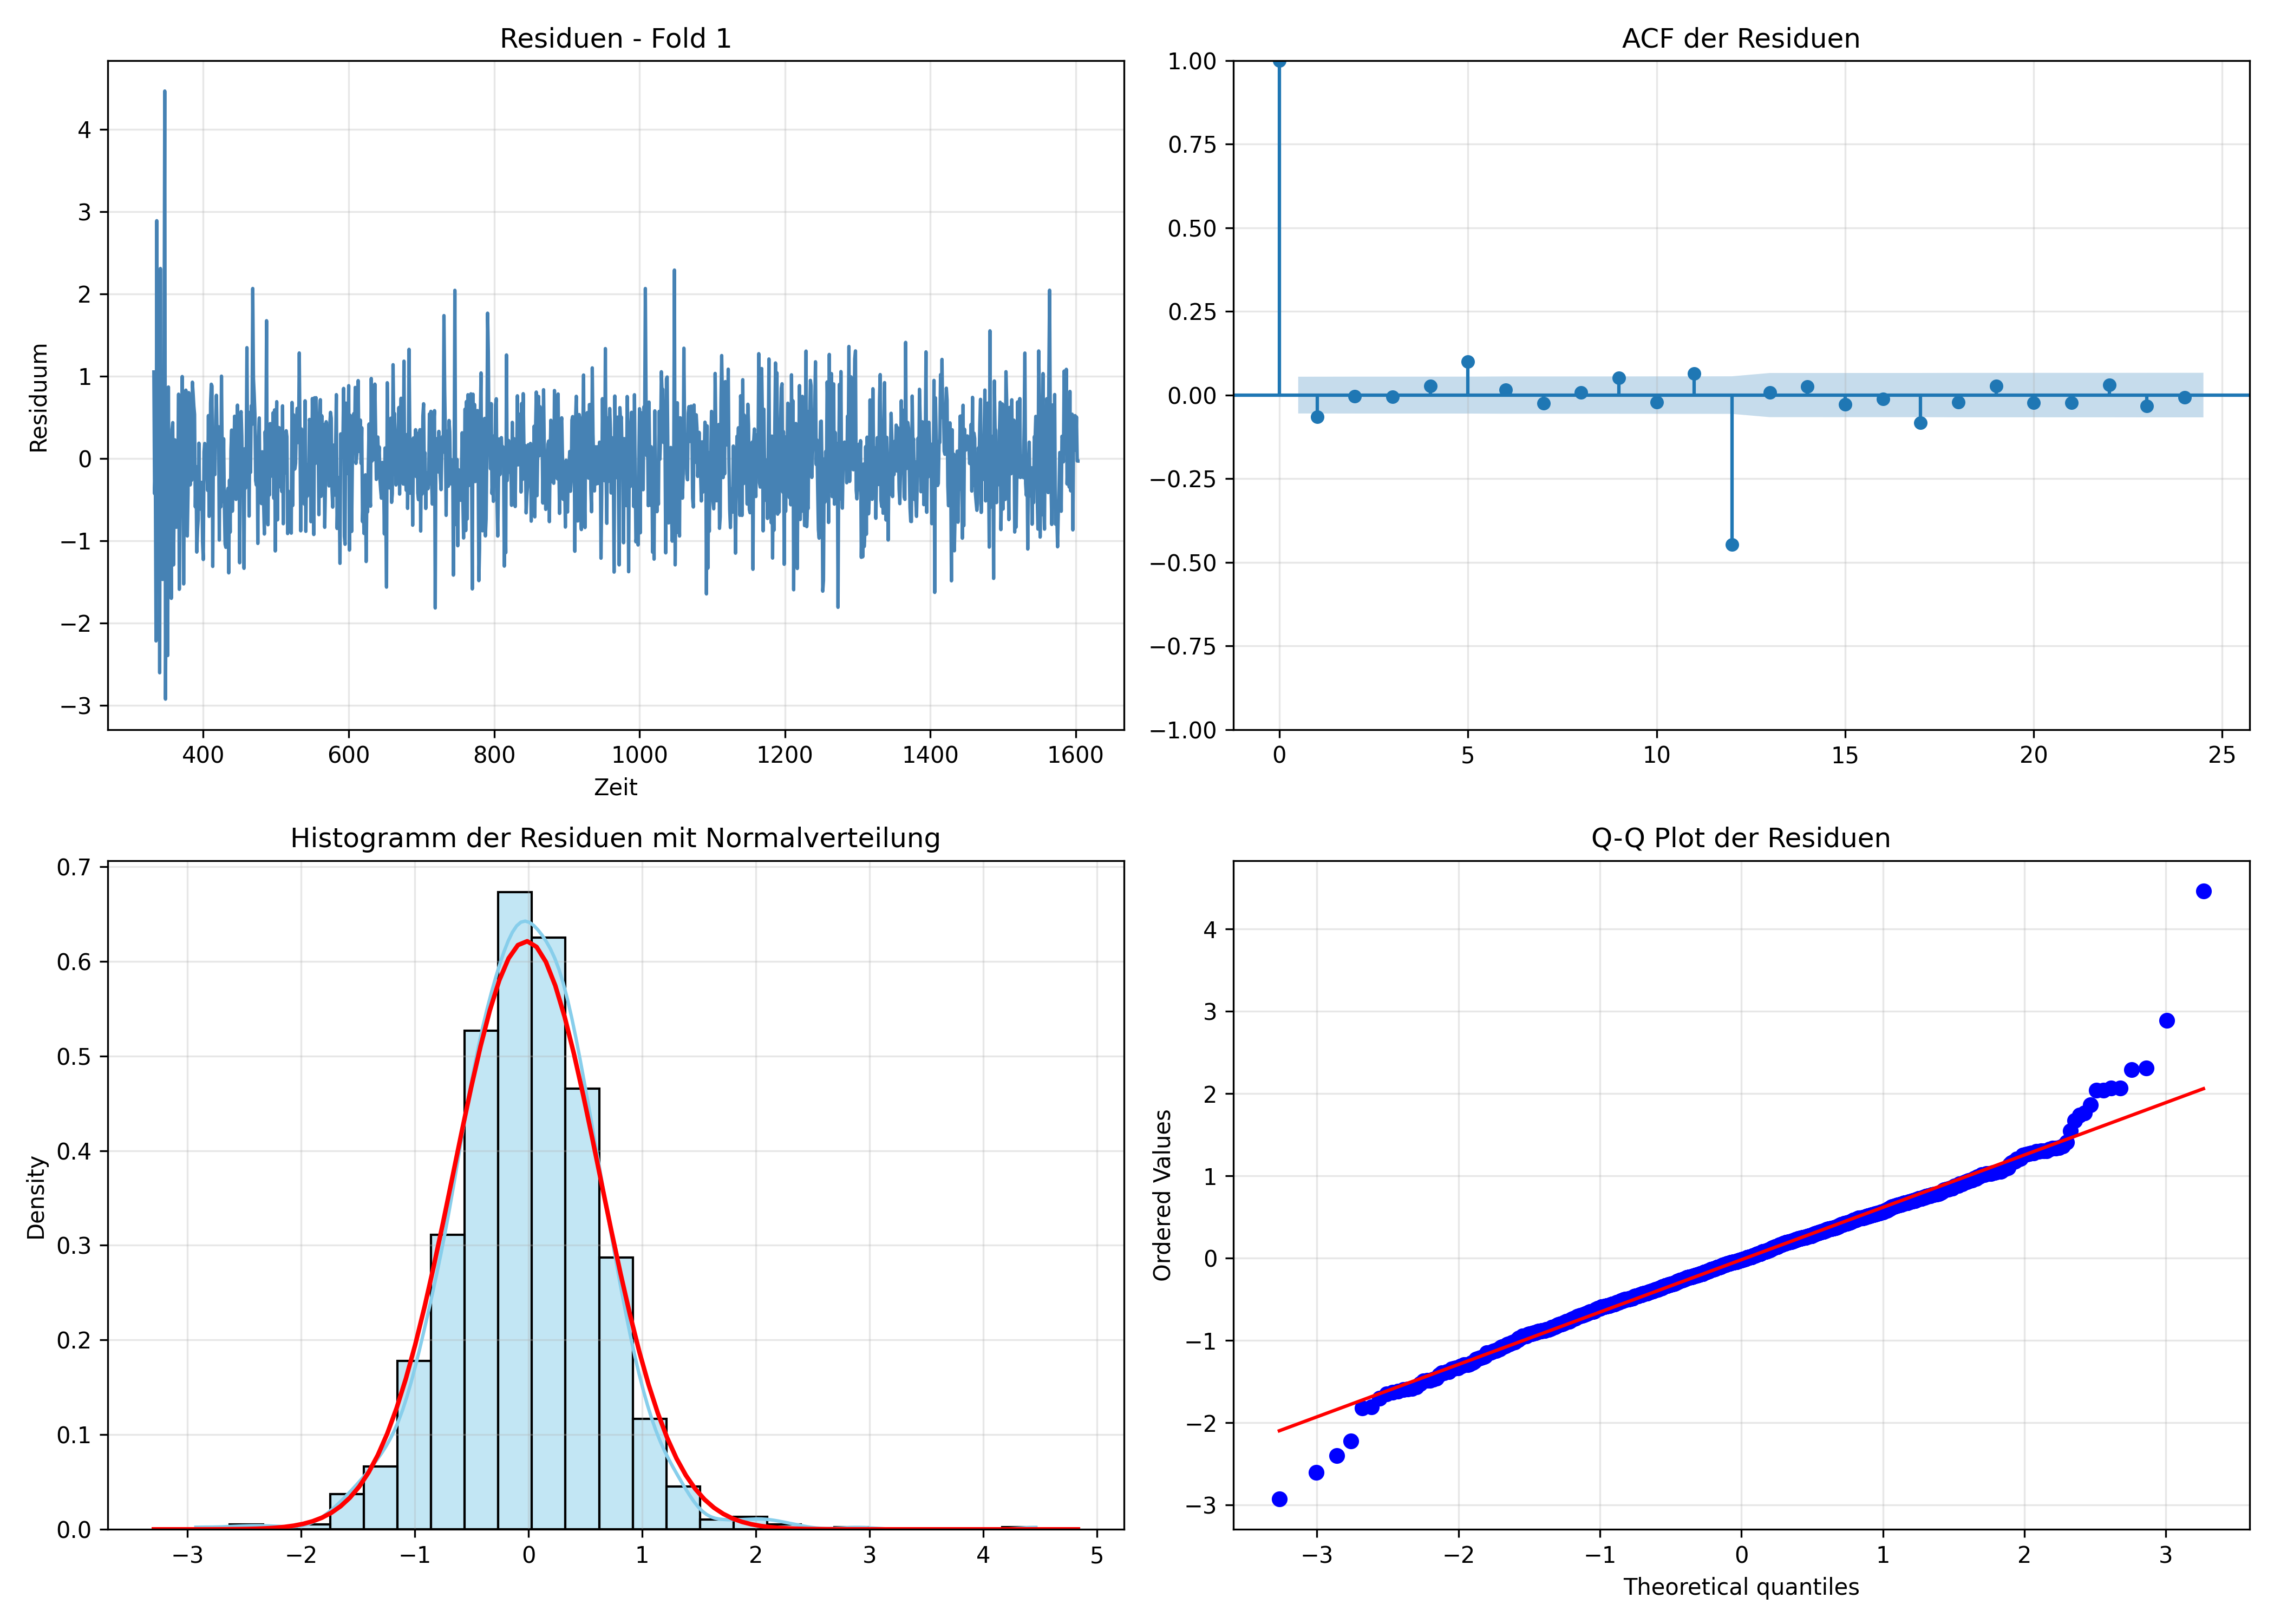 Residuen - Fold 1
4
3
2
1
0
−1
−2
−3
Residuum
400 600 800 1000 1200 1400 1600
Zeit
ACF der Residuen
1.00
0.75
0.50
0.25
0.00
−0.25
−0.50
−0.75
−1.00
0 5 10 15 20 25
Histogramm der Residuen mit Normalverteilung
0.7
0.6
0.5
0.4
0.3
0.2
0.1
0.0
Density
−3 −2 −1 0 1 2 3 4 5
Q-Q Plot der Residuen
4
3
2
1
0
−1
−2
−3
Ordered Values
−3 −2 −1 0 1 2 3
Theoretical quantiles